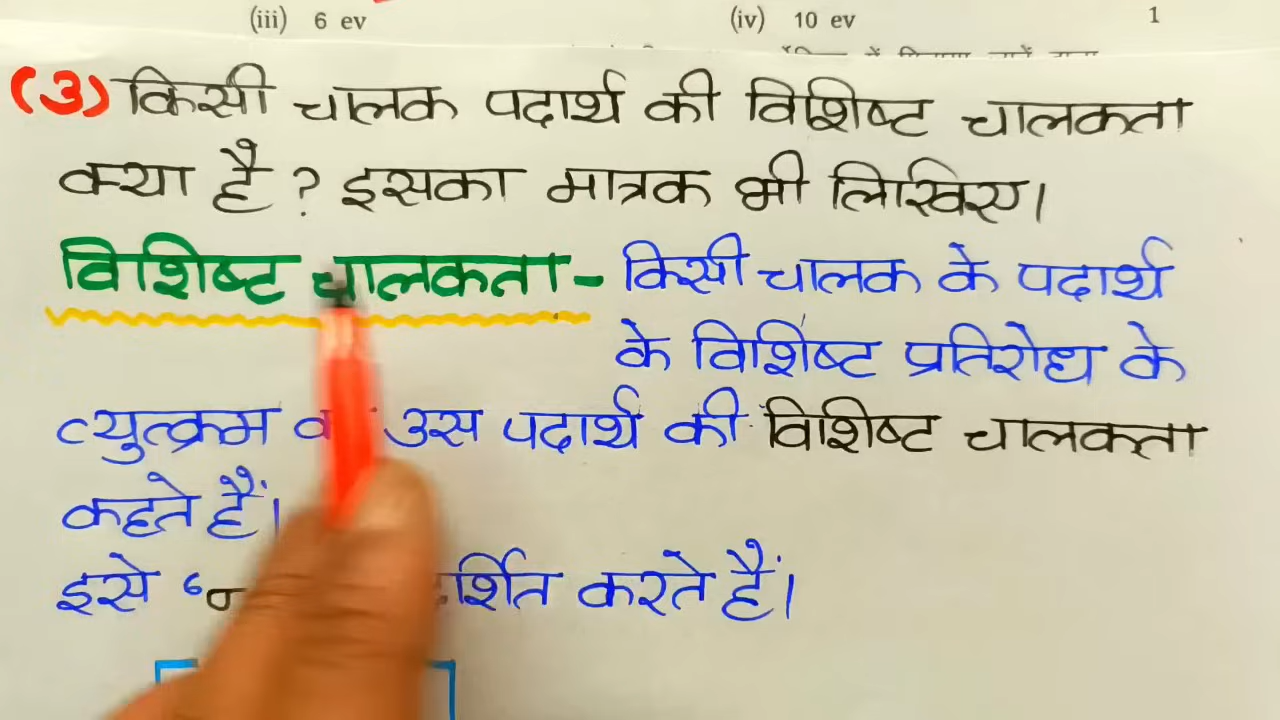 (iii) 6 ev (iv) 10 ev 1
(3) किसी चालक पदार्थ की विशिष्ट चालकता
क्या है? इसका मात्रक भी लिखिए।
विशिष्ट चालकता - किसी चालक के पदार्थ
के विशिष्ट प्रतिरोध के
व्युत्क्रम उस पदार्थ की विशिष्ट चालकता
कहते हैं।
इसे करते हैं।